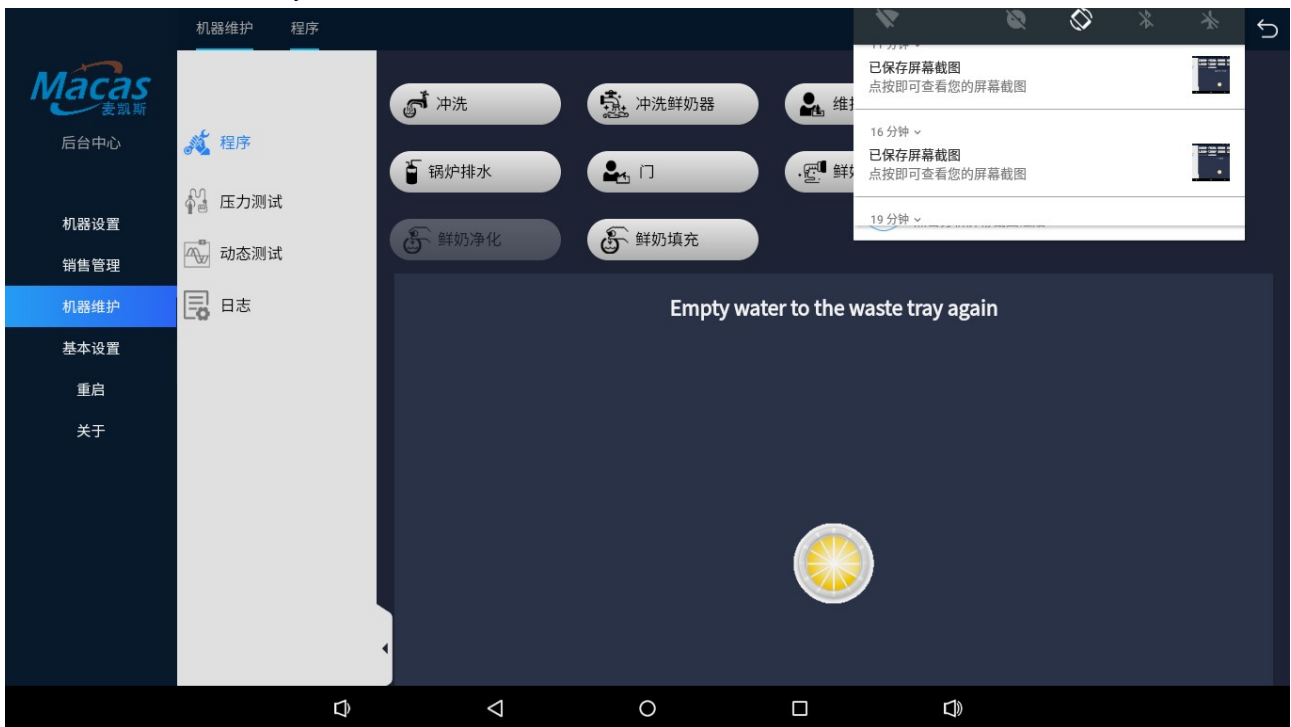 机器维护 程序
Macas
麦凯斯
后台中心
机器设置
销售管理
机器维护
基本设置
重启
关于
程序
压力测试
动态测试
日志
冲洗
冲洗鲜奶器
锅炉排水
门
鲜奶净化
鲜奶填充
已保存屏幕截图
点按即可查看您的屏幕截图
16 分钟
已保存屏幕截图
点按即可查看您的屏幕截图
19 分钟
Empty water to the waste tray again